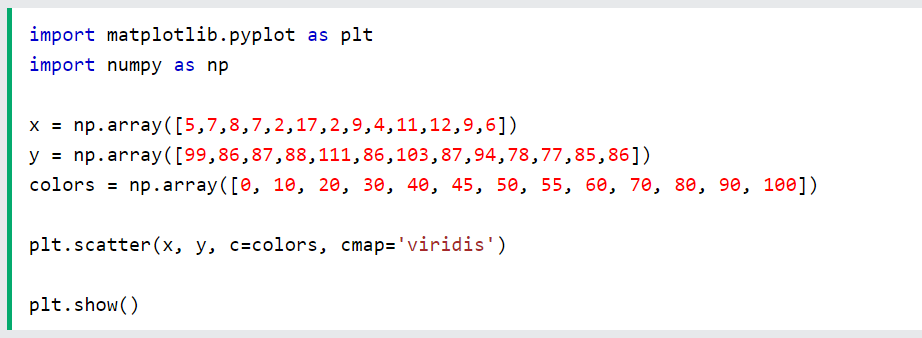 import matplotlib.pyplot as plt
import numpy as np
x = np.array([5,7,8,7,2,17,2,9,4,11,12,9,6])
y = np.array([99,86,87,88,111,86,103,87,94,78,77,85,86])
colors = np.array([0, 10, 20, 30, 40, 45, 50, 55, 60, 70, 80, 90, 100])
plt.scatter(x, y, c=colors, cmap='viridis')
plt.show()